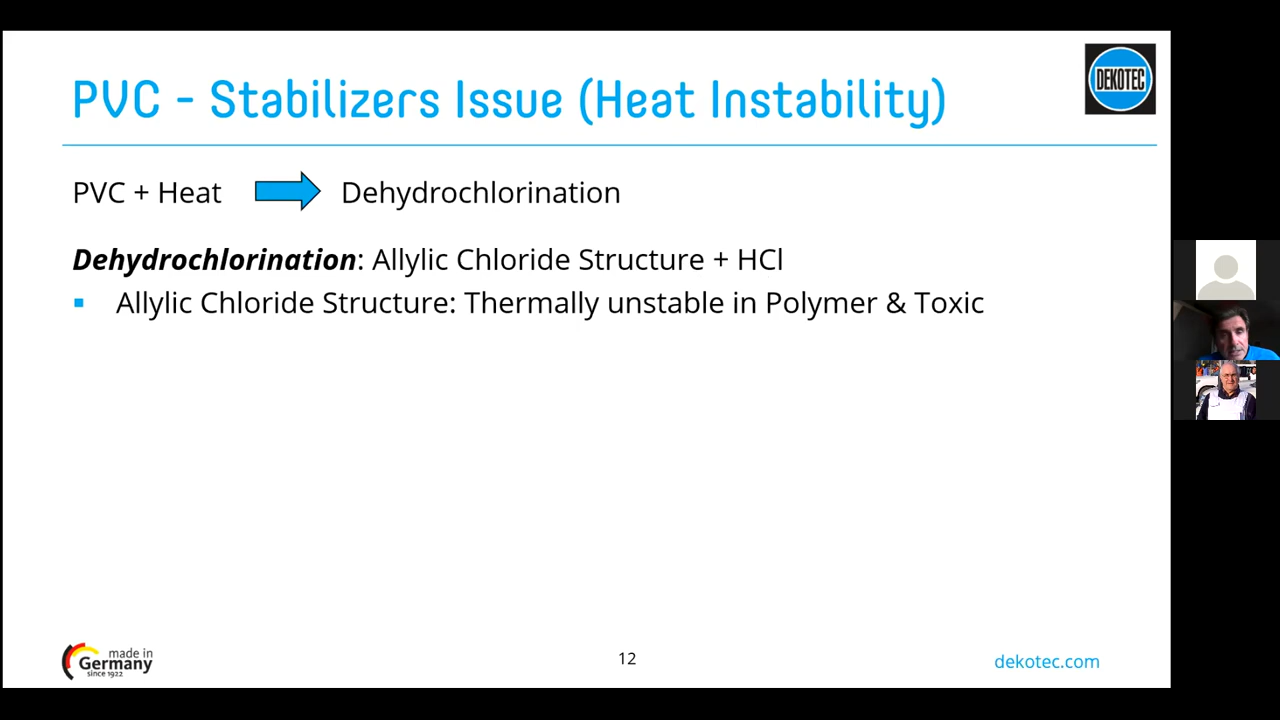 PVC - Stabilizers Issue (Heat Instability)
DEKOTEC
PVC + Heat
Dehydrochlorination
Dehydrochlorination: Allylic Chloride Structure + HCl
▪ Allylic Chloride Structure: Thermally unstable in Polymer & Toxic
made in
Germany
since 1922
12
dekotec.com